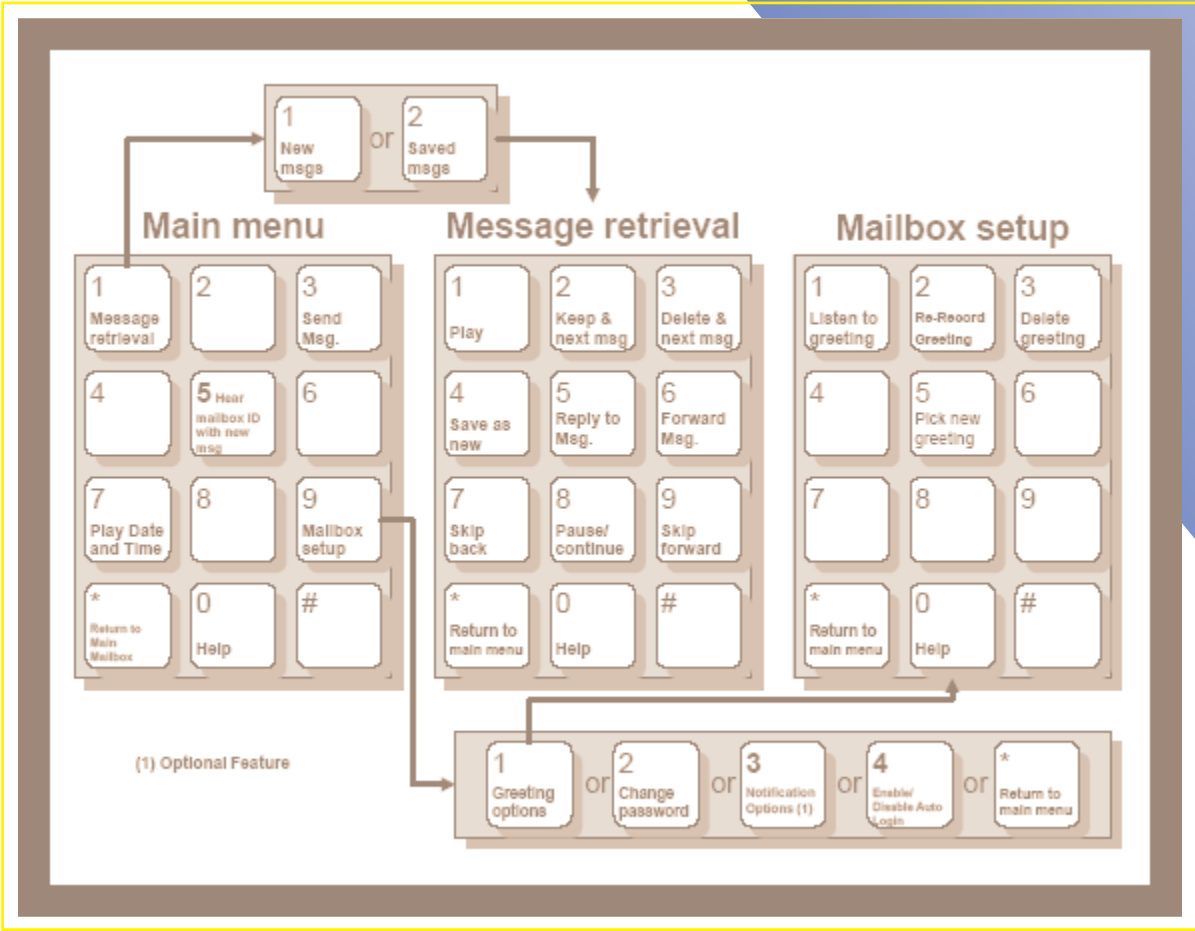 1
New
msgs
or
2
Saved
msgs
Main menu
1
Message
retrieval
2
3
Send
Msg.
4
5 Hear
mailbox ID
with new
msg
6
7
Play Date
and Time
8
9
Mailbox
setup
*
Return to
Main
Mailbox
0
Help
#
Message retrieval
1
Play
2
Keep &
next msg
3
Delete &
next msg
4
Save as
new
5
Reply to
Msg.
6
Forward
Msg.
7
Skip
back
8
Pause/
continue
9
Skip
forward
*
Return to
main menu
0
Help
#
Mailbox setup
1
Listen to
greeting
2
Re-Record
Greeting
3
Delete
greeting
4
5
Pick new
greeting
6
7
8
9
*
Return to
main menu
0
Help
#
(1) Optional Feature
1
Greeting
options
or
2
Change
password
or
3
Notification
Options (1)
or
4
Enable/
Disable Auto
Login
or
*
Return to
main menu